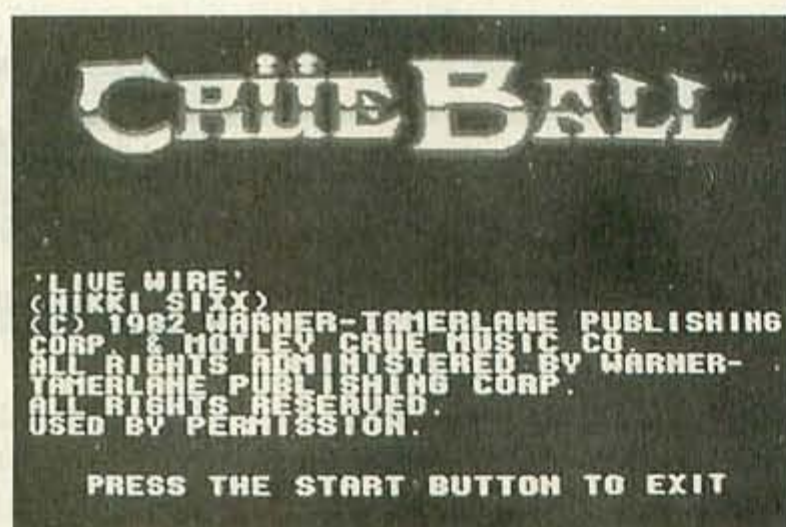 CRÜE BALL
'LIVE WIRE'
(NIKKI SIXX)
(C) 1982 WARNER-TAMERLANE PUBLISHING
CORP. & MOTLEY CRUE MUSIC CO.
ALL RIGHTS ADMINISTERED BY WARNER-
TAMERLANE PUBLISHING CORP.
ALL RIGHTS RESERVED.
USED BY PERMISSION.
PRESS THE START BUTTON TO EXIT